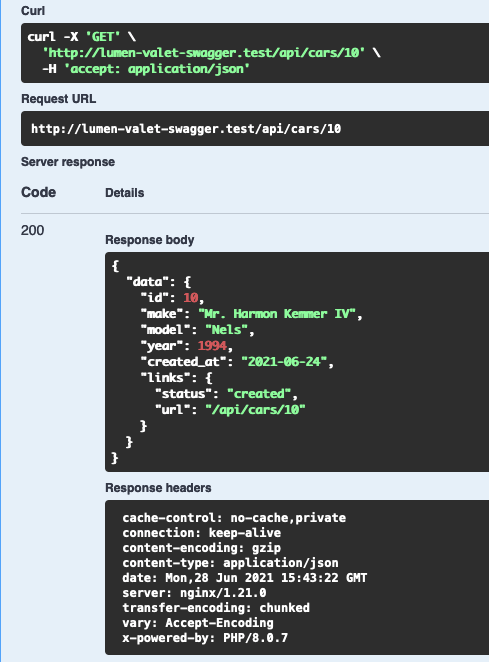 Curl
curl -X 'GET' \
  'http://lumen-valet-swagger.test/api/cars/10' \
  -H 'accept: application/json'
Request URL
http://lumen-valet-swagger.test/api/cars/10
Server response
Code Details
200
Response body
{
  "data": {
    "id": 10,
    "make": "Mr. Harmon Kemmer IV",
    "model": "Nels",
    "year": 1994,
    "created_at": "2021-06-24",
    "links": {
      "status": "created",
      "url": "/api/cars/10"
    }
  }
}
Response headers
cache-control: no-cache,private
connection: keep-alive
content-encoding: gzip
content-type: application/json
date: Mon,28 Jun 2021 15:43:22 GMT
server: nginx/1.21.0
transfer-encoding: chunked
vary: Accept-Encoding
x-powered-by: PHP/8.0.7